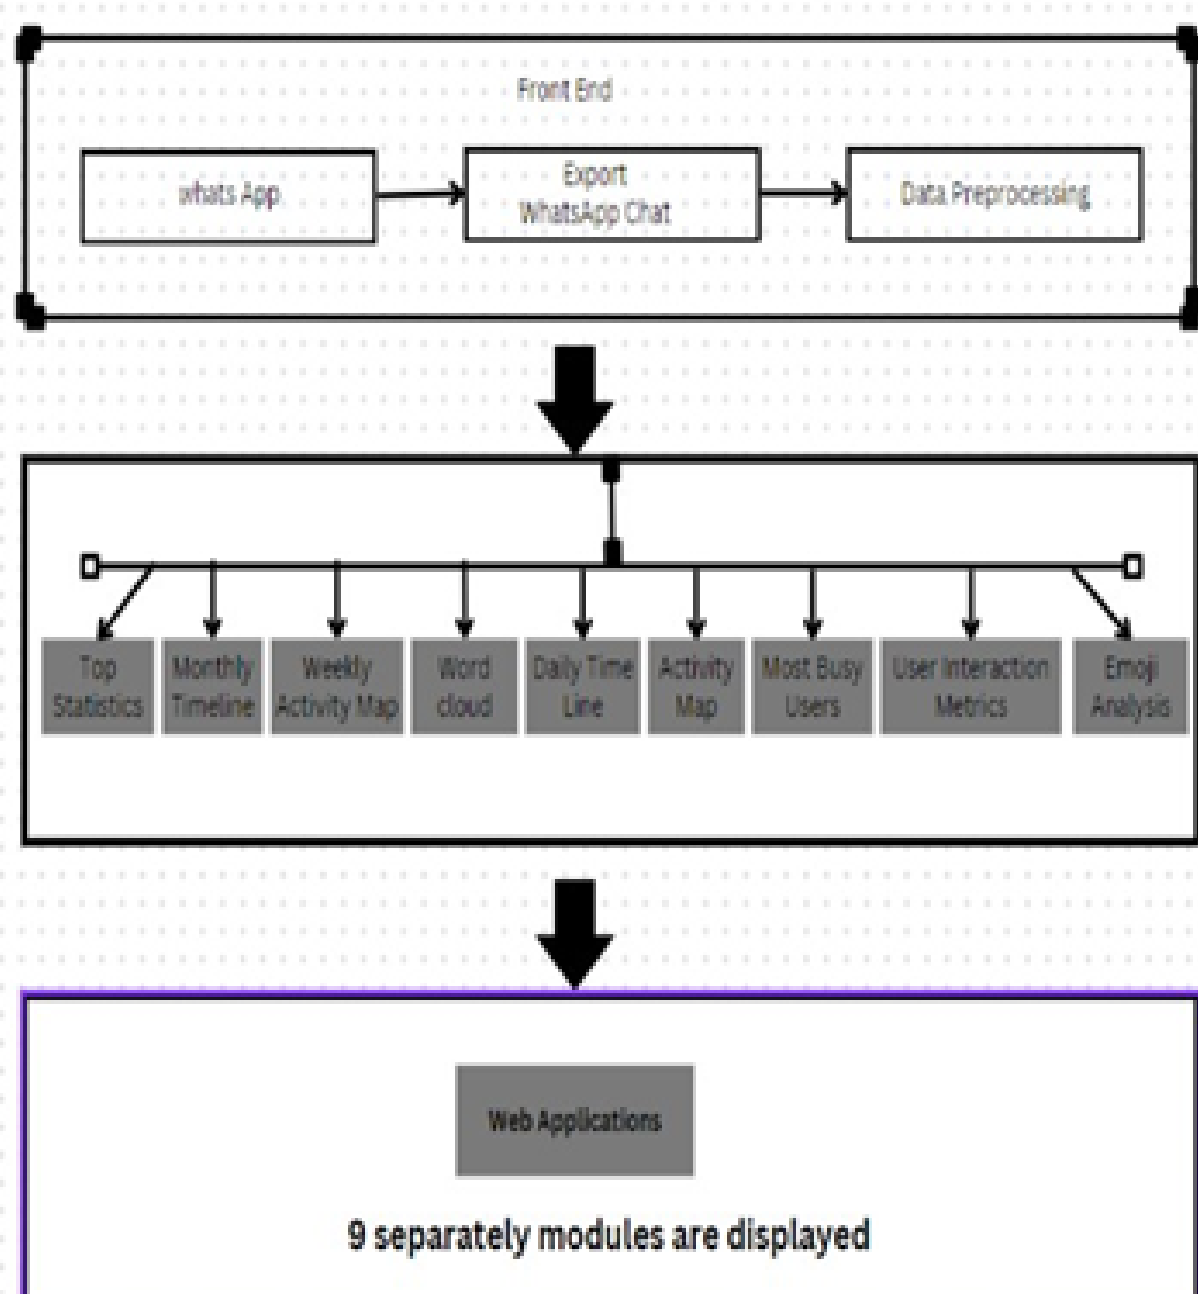 Front End
whats App
Export
WhatsApp Chat
Data Preprocessing
Top
Statistics
Monthly
Timeline
Weekly
Activity Map
Word
cloud
Daily Time
Line
Activity
Map
Most Busy
Users
User Interaction
Metrics
Emoji
Analysis
Web Applications
9 separately modules are displayed